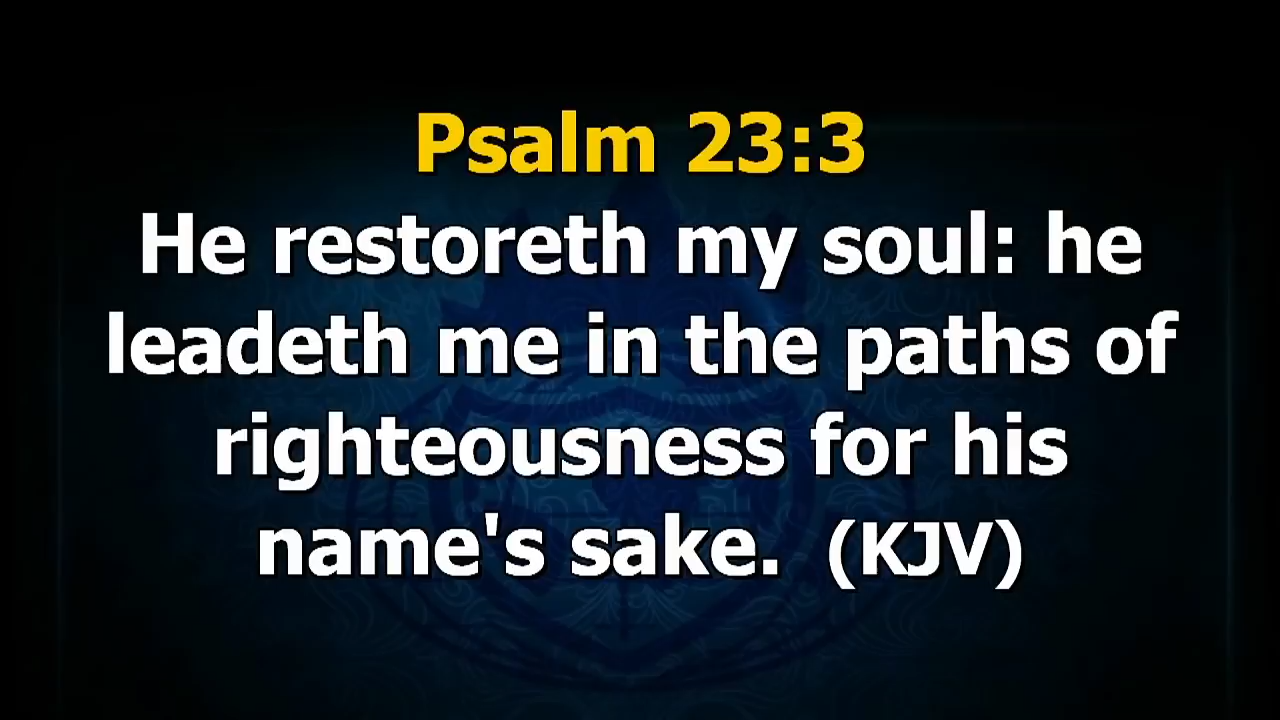 Psalm 23:3
He restoreth my soul: he
leadeth me in the paths of
righteousness for his
name's sake.  (KJV)